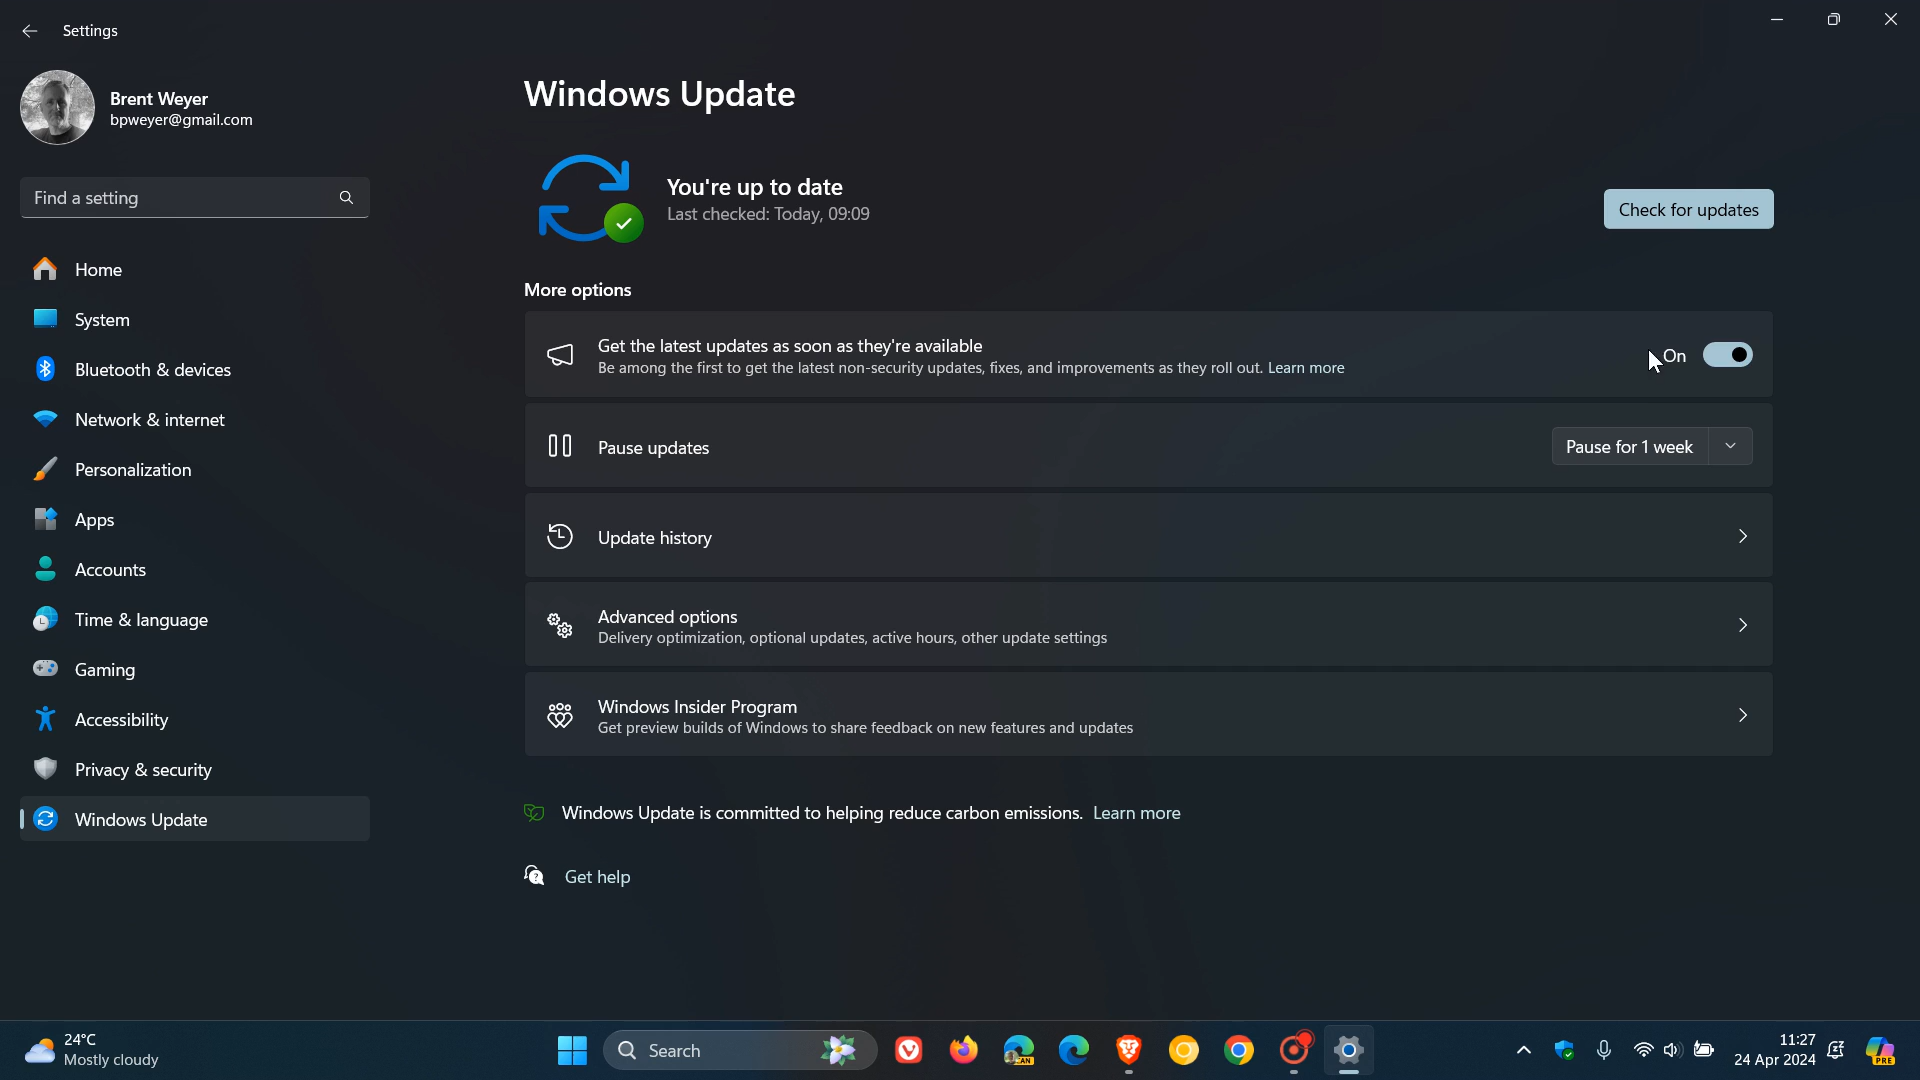 Settings
Brent Weyer
bpweyer@gmail.com
Find a setting
Home
System
Bluetooth & devices
Network & internet
Personalization
Apps
Accounts
Time & language
Gaming
Accessibility
Privacy & security
Windows Update
Windows Update
You're up to date
Last checked: Today, 09:09
Check for updates
More options
Get the latest updates as soon as they're available
Be among the first to get the latest non-security updates, fixes, and improvements as they roll out. Learn more
On
Pause updates
Pause for 1 week
Update history
Advanced options
Delivery optimization, optional updates, active hours, other update settings
Windows Insider Program
Get preview builds of Windows to share feedback on new features and updates
Windows Update is committed to helping reduce carbon emissions. Learn more
Get help
24°C
Mostly cloudy
Search
CAN
11:27
24 Apr 2024
PRE